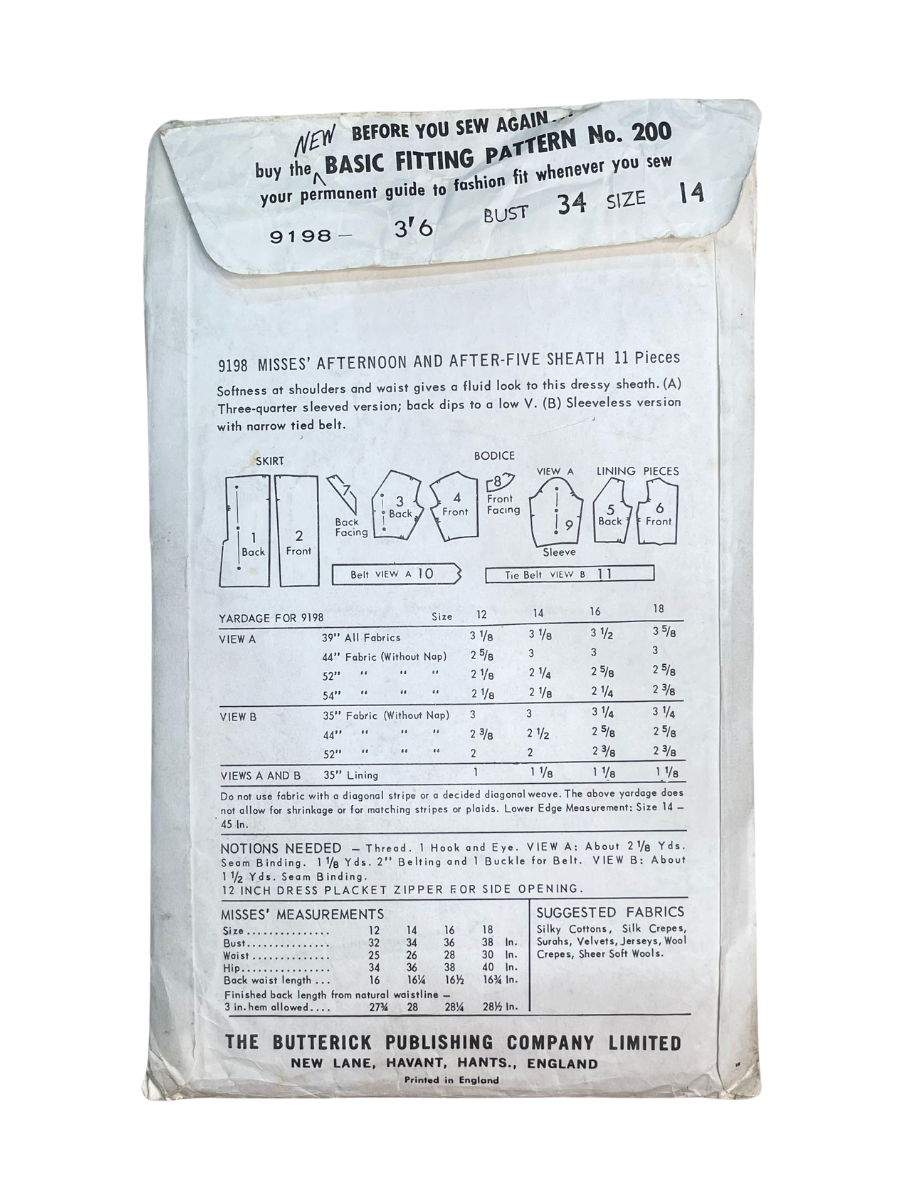 NEW BEFORE YOU SEW AGAIN...
buy the BASIC FITTING PATTERN No. 200
your permanent guide to fashion fit whenever you sew
9198 – 3'6 BUST 34 SIZE 14
9198 MISSES' AFTERNOON AND AFTER-FIVE SHEATH 11 Pieces
Softness at shoulders and waist gives a fluid look to this dressy sheath. (A)
Three-quarter sleeved version; back dips to a low V. (B) Sleeveless version
with narrow tied belt.
SKIRT BODICE
VIEW A LINING PIECES
1 Back
2 Front
7 Back Facing
3 Back
4 Front
8 Front Facing
9 Sleeve
5 Back
6 Front
Belt VIEW A 10
Tie Belt VIEW B 11
YARDAGE FOR 9198 Size 12 14 16 18
VIEW A 39" All Fabrics 3 1/8 3 1/8 3 1/2 3 5/8
44" Fabric (Without Nap) 2 5/8 3 3 3
52" " " " 2 1/8 2 1/4 2 5/8 2 5/8
54" " " " 2 1/8 2 1/8 2 1/4 2 3/8
VIEW B 35" Fabric (Without Nap) 3 3 3 1/4 3 1/4
44" " " " 2 3/8 2 1/2 2 5/8 2 5/8
52" " " " 2 2 2 3/8 2 3/8
VIEWS A AND B 35" Lining 1 1 1/8 1 1/8 1 1/8
Do not use fabric with a diagonal stripe or a decided diagonal weave. The above yardage does
not allow for shrinkage or for matching stripes or plaids. Lower Edge Measurement: Size 14 –
45 In.
NOTIONS NEEDED – Thread. 1 Hook and Eye. VIEW A: About 2 1/8 Yds.
Seam Binding. 1 1/8 Yds. 2" Belting and 1 Buckle for Belt. VIEW B: About
1 1/2 Yds. Seam Binding.
12 INCH DRESS PLACKET ZIPPER FOR SIDE OPENING.
MISSES' MEASUREMENTS
Size.............. 12 14 16 18
Bust.............. 32 34 36 38 In.
Waist............. 25 26 28 30 In.
Hip............... 34 36 38 40 In.
Back waist length ... 16 16¼ 16½ 16¾ In.
Finished back length from natural waistline –
3 in. hem allowed.... 27¾ 28 28¼ 28½ In.
SUGGESTED FABRICS
Silky Cottons, Silk Crepes,
Surahs, Velvets, Jerseys, Wool
Crepes, Sheer Soft Wools.
THE BUTTERICK PUBLISHING COMPANY LIMITED
NEW LANE, HAVANT, HANTS., ENGLAND
Printed in England